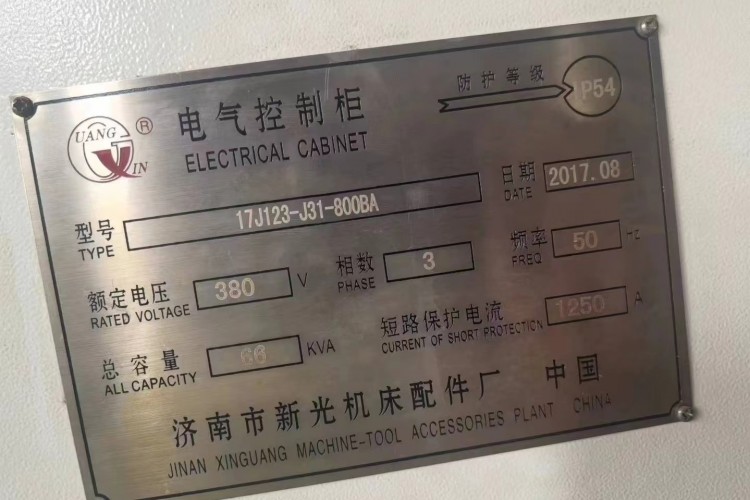 GUANG XIN ®
电气控制柜
ELECTRICAL CABINET
防护等级 IP54
型号 17J123-J31-800BA
TYPE
日期 2017.08
DATE
额定电压 380 V
RATED VOLTAGE
相数 3
PHASE
频率 50 Hz
FREQ
总容量 66 KVA
ALL CAPACITY
短路保护电流 1250 A
CURRENT OF SHORT PROTECTION
济南市新光机床配件厂 中国
JINAN XINGUANG MACHINE-TOOL ACCESSORIES PLANT CHINA